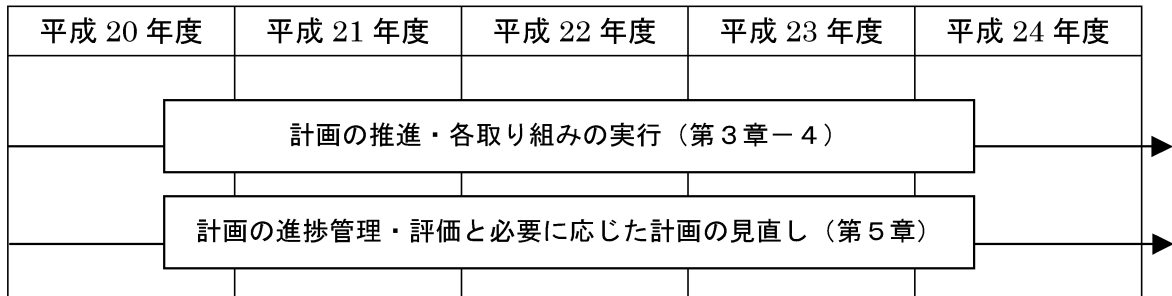 平成 20 年度 平成 21 年度 平成 22 年度 平成 23 年度 平成 24 年度
計画の推進・各取り組みの実行（第３章－４）
計画の進捗管理・評価と必要に応じた計画の見直し（第５章）